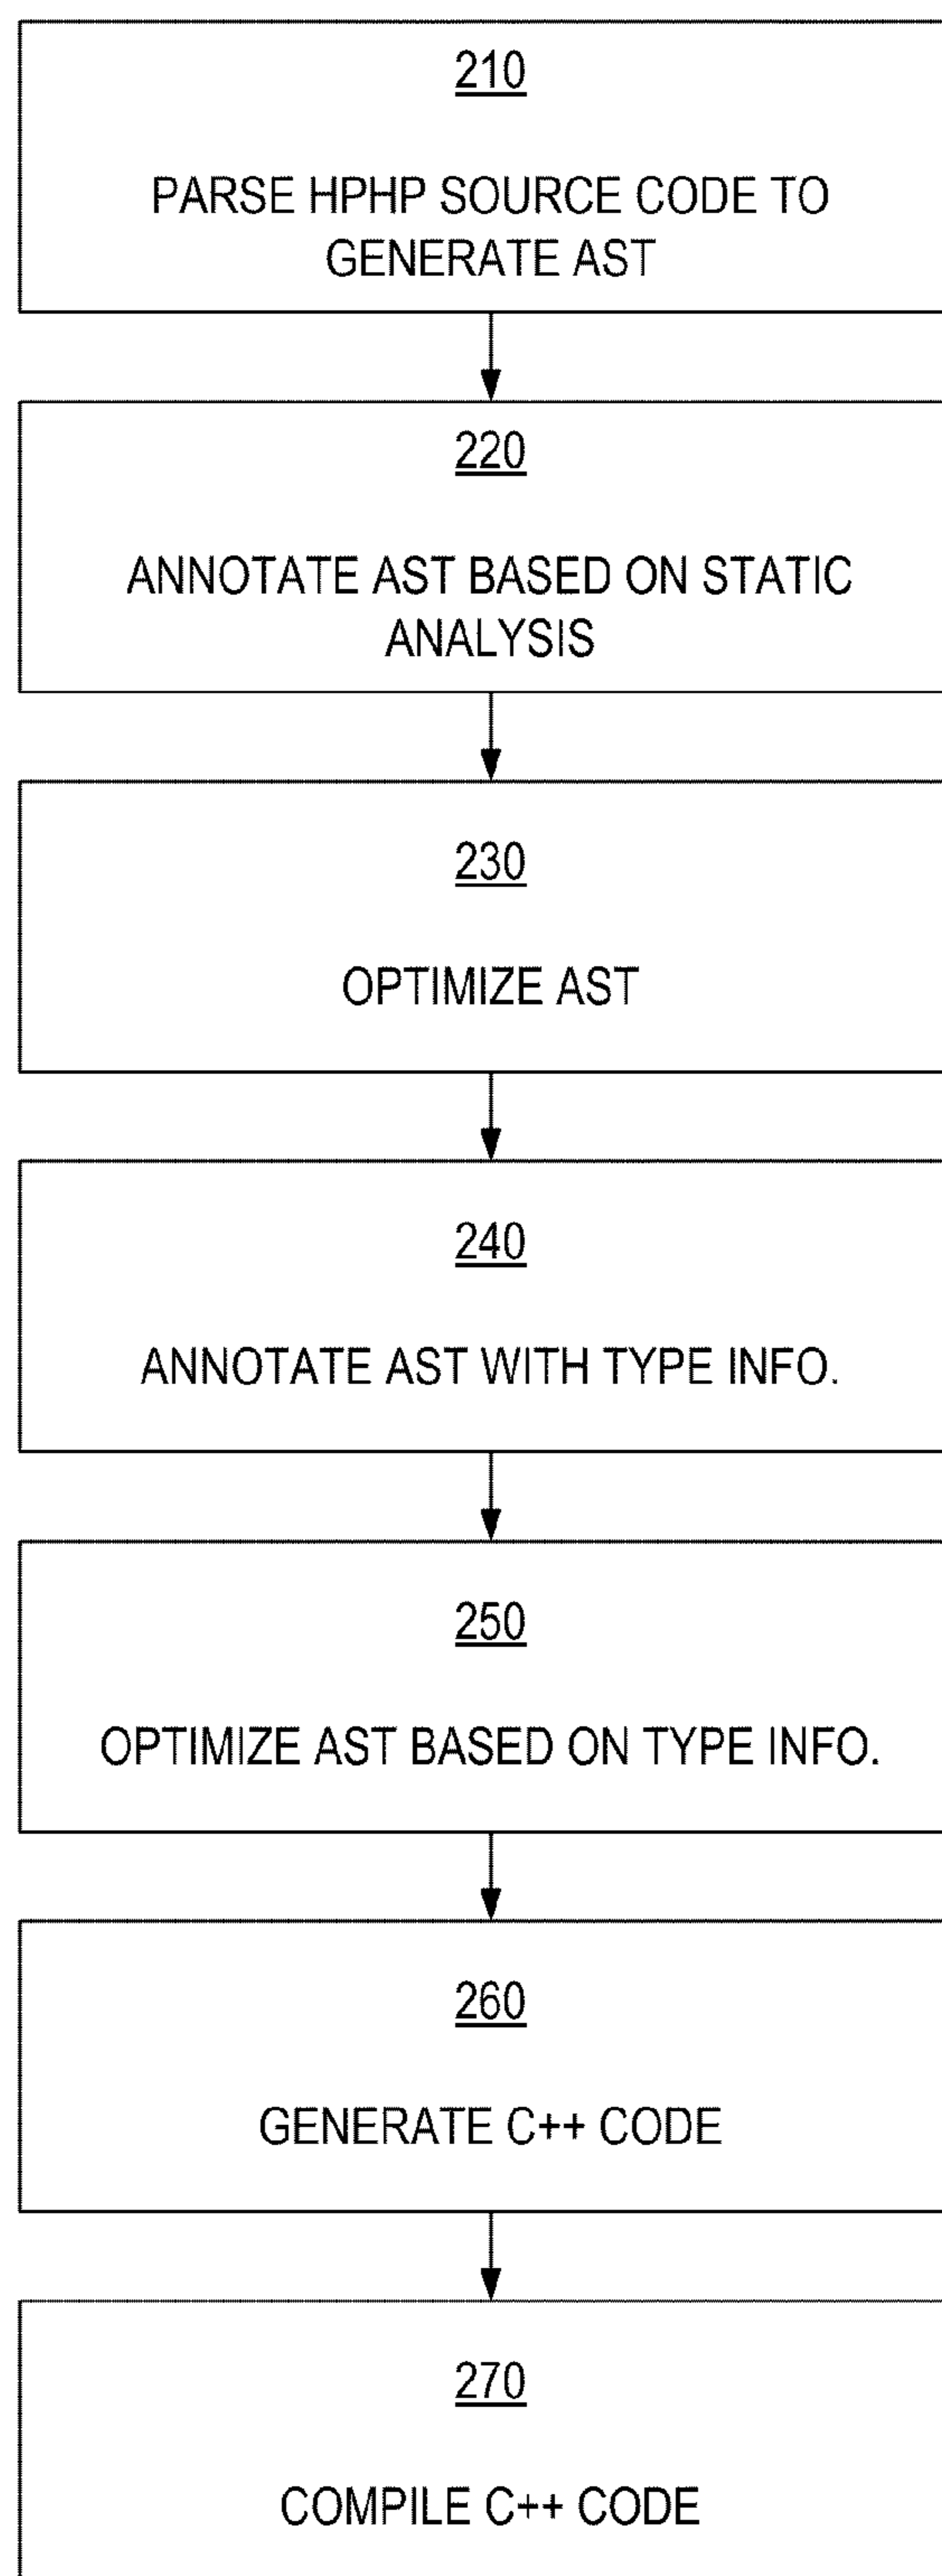 210
PARSE HPHP SOURCE CODE TO
GENERATE AST
220
ANNOTATE AST BASED ON STATIC
ANALYSIS
230
OPTIMIZE AST
240
ANNOTATE AST WITH TYPE INFO.
250
OPTIMIZE AST BASED ON TYPE INFO.
260
GENERATE C++ CODE
270
COMPILE C++ CODE